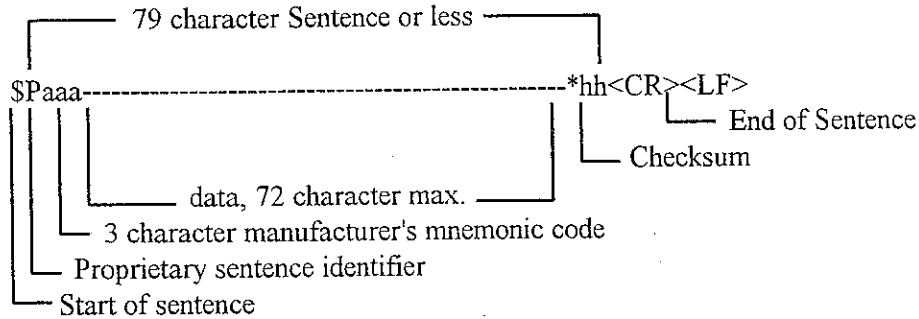 79 character Sentence or less
$Paaa-----------------------------------------------------*hh<CR><LF>
End of Sentence
Checksum
data, 72 character max.
3 character manufacturer's mnemonic code
Proprietary sentence identifier
Start of sentence